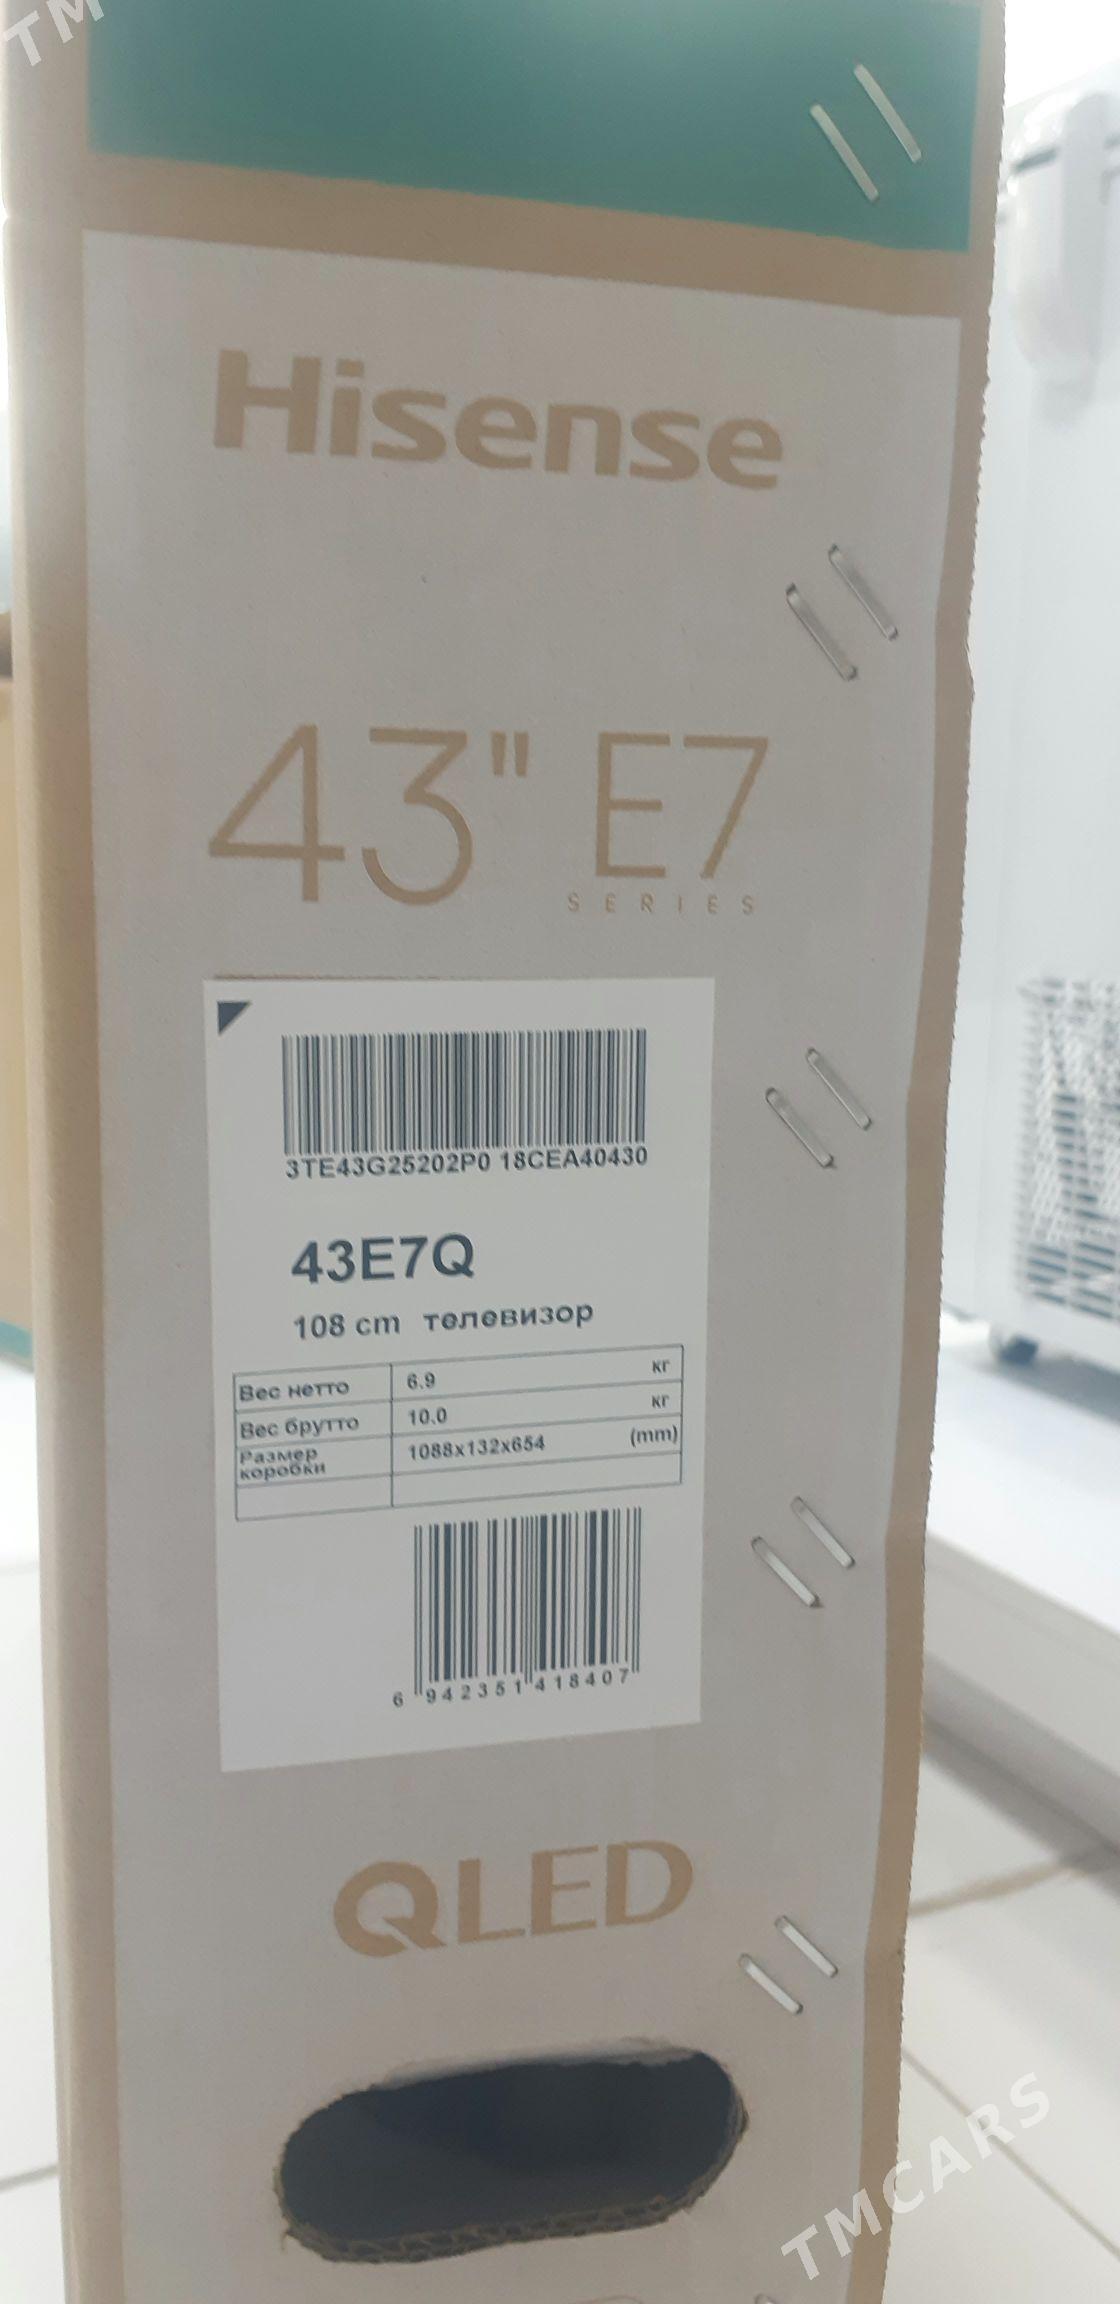 TM
Hisense
43" E7
SERIES
3TE43G25202P0 18CEA40430
43E7Q
108 cm телевизор
Вес нетто 6.9 кг
Вес брутто 10.0 кг
Размер коробки 1088x132x654 (mm)
6 942351 418407
QLED
TMCARS